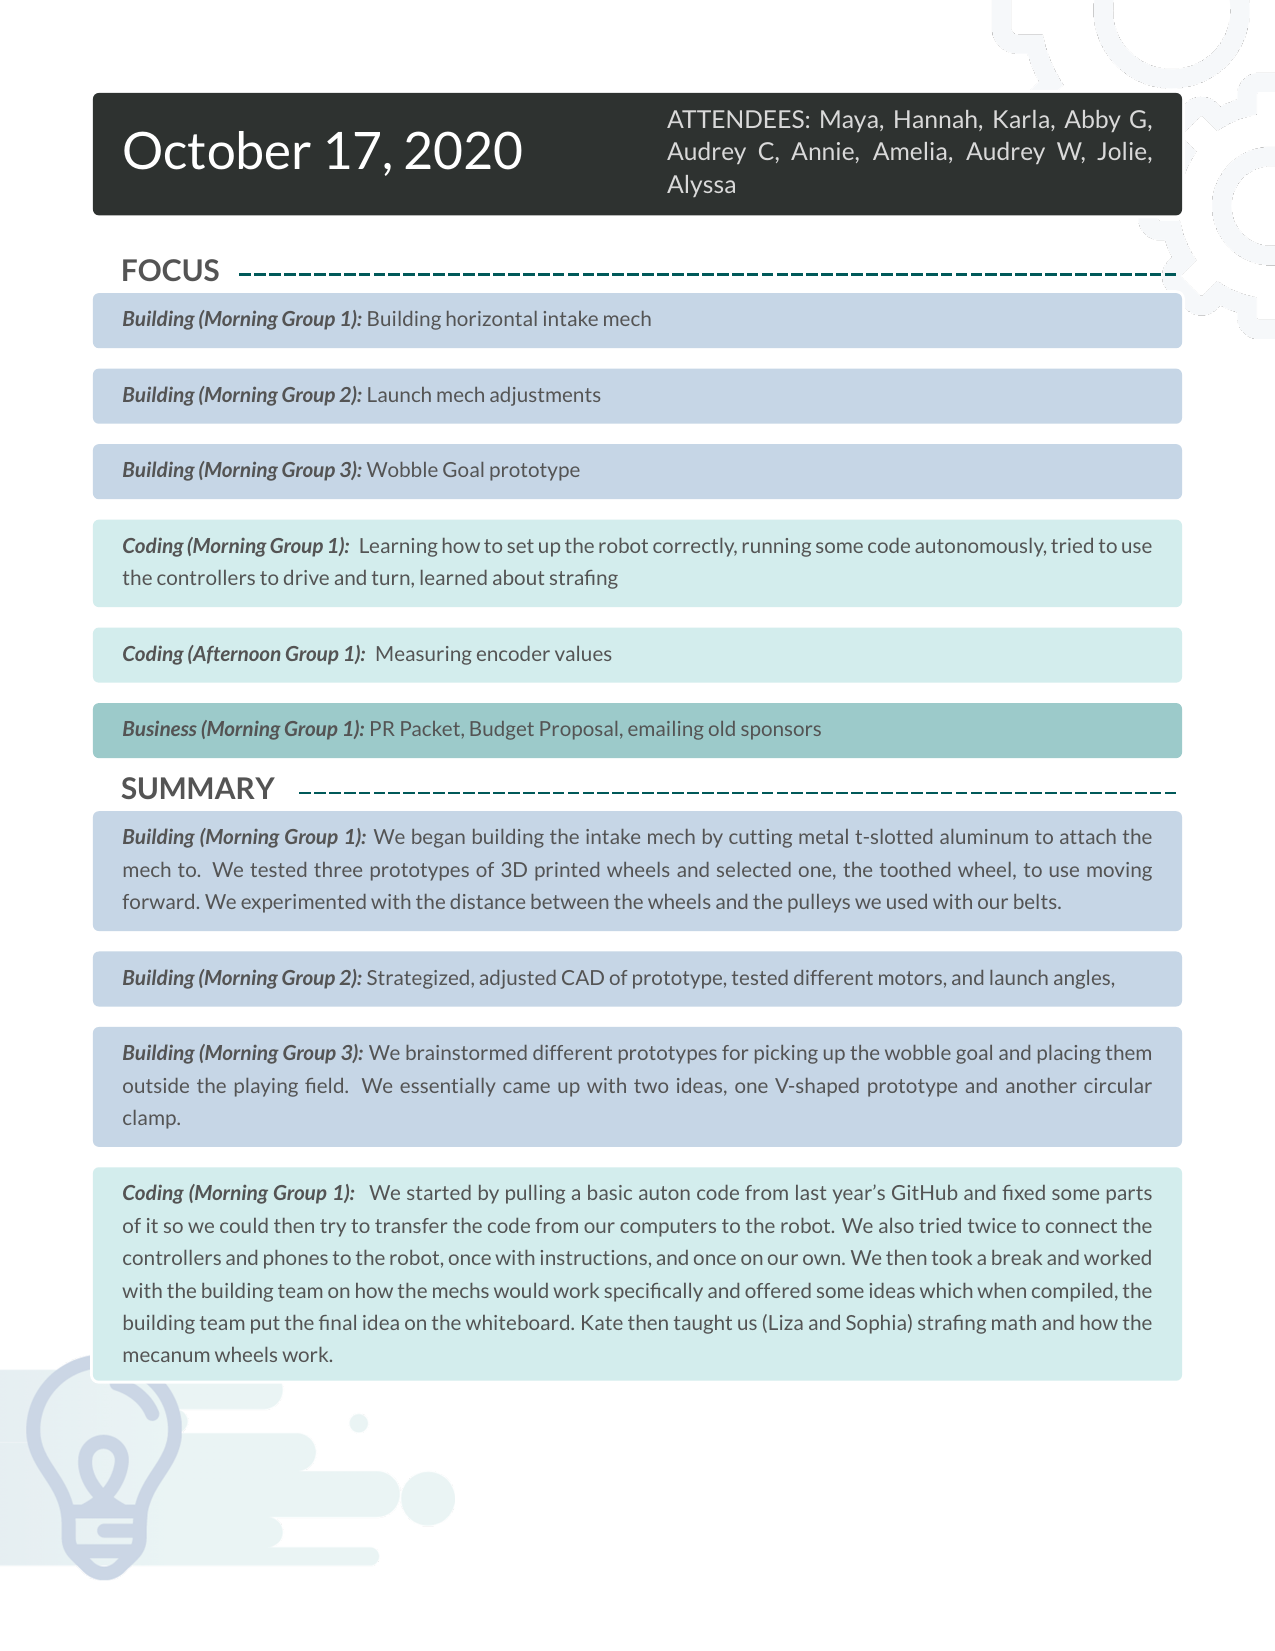 October 17, 2020
ATTENDEES: Maya, Hannah, Karla, Abby G,
Audrey C, Annie, Amelia, Audrey W, Jolie,
Alyssa
FOCUS
Building (Morning Group 1): Building horizontal intake mech
Building (Morning Group 2): Launch mech adjustments
Building (Morning Group 3): Wobble Goal prototype
Coding (Morning Group 1): Learning how to set up the robot correctly, running some code autonomously, tried to use
the controllers to drive and turn, learned about strafing
Coding (Afternoon Group 1): Measuring encoder values
Business (Morning Group 1): PR Packet, Budget Proposal, emailing old sponsors
SUMMARY
Building (Morning Group 1): We began building the intake mech by cutting metal t-slotted aluminum to attach the
mech to. We tested three prototypes of 3D printed wheels and selected one, the toothed wheel, to use moving
forward. We experimented with the distance between the wheels and the pulleys we used with our belts.
Building (Morning Group 2): Strategized, adjusted CAD of prototype, tested different motors, and launch angles,
Building (Morning Group 3): We brainstormed different prototypes for picking up the wobble goal and placing them
outside the playing field. We essentially came up with two ideas, one V-shaped prototype and another circular
clamp.
Coding (Morning Group 1): We started by pulling a basic auton code from last year’s GitHub and fixed some parts
of it so we could then try to transfer the code from our computers to the robot. We also tried twice to connect the
controllers and phones to the robot, once with instructions, and once on our own. We then took a break and worked
with the building team on how the mechs would work specifically and offered some ideas which when compiled, the
building team put the final idea on the whiteboard. Kate then taught us (Liza and Sophia) strafing math and how the
mecanum wheels work.